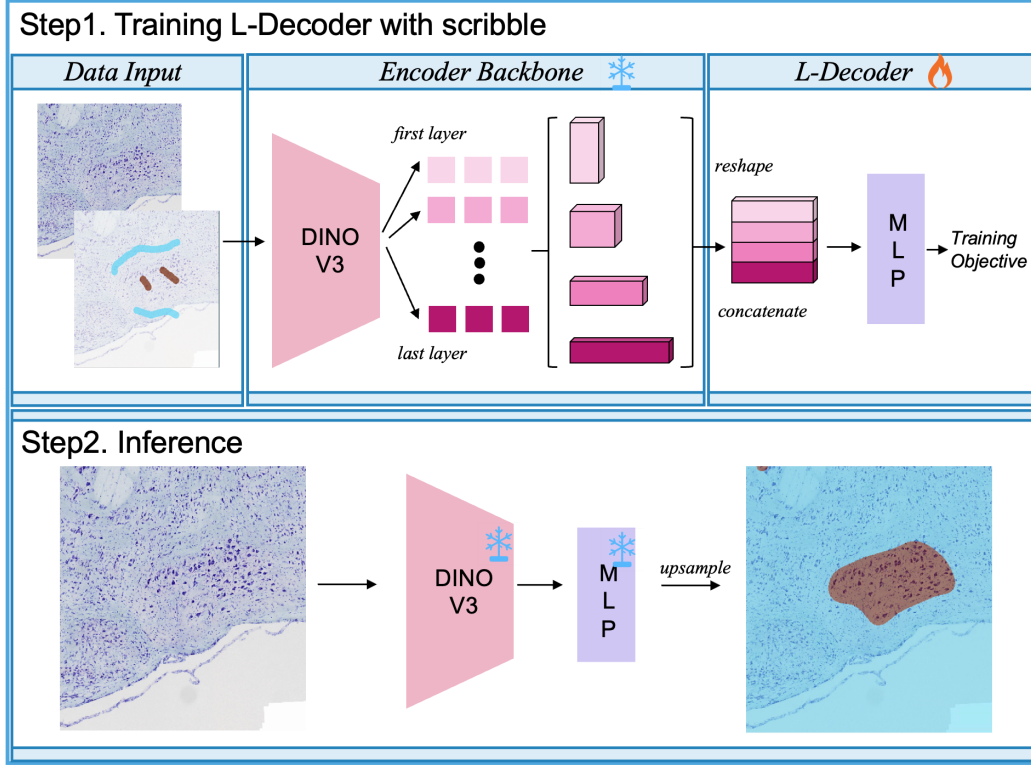 Step1. Training L-Decoder with scribble
Data Input
Encoder Backbone
L-Decoder
first layer
DINO
V3
last layer
reshape
concatenate
M
L
P
Training
Objective
Step2. Inference
DINO
V3
M
L
P
upsample